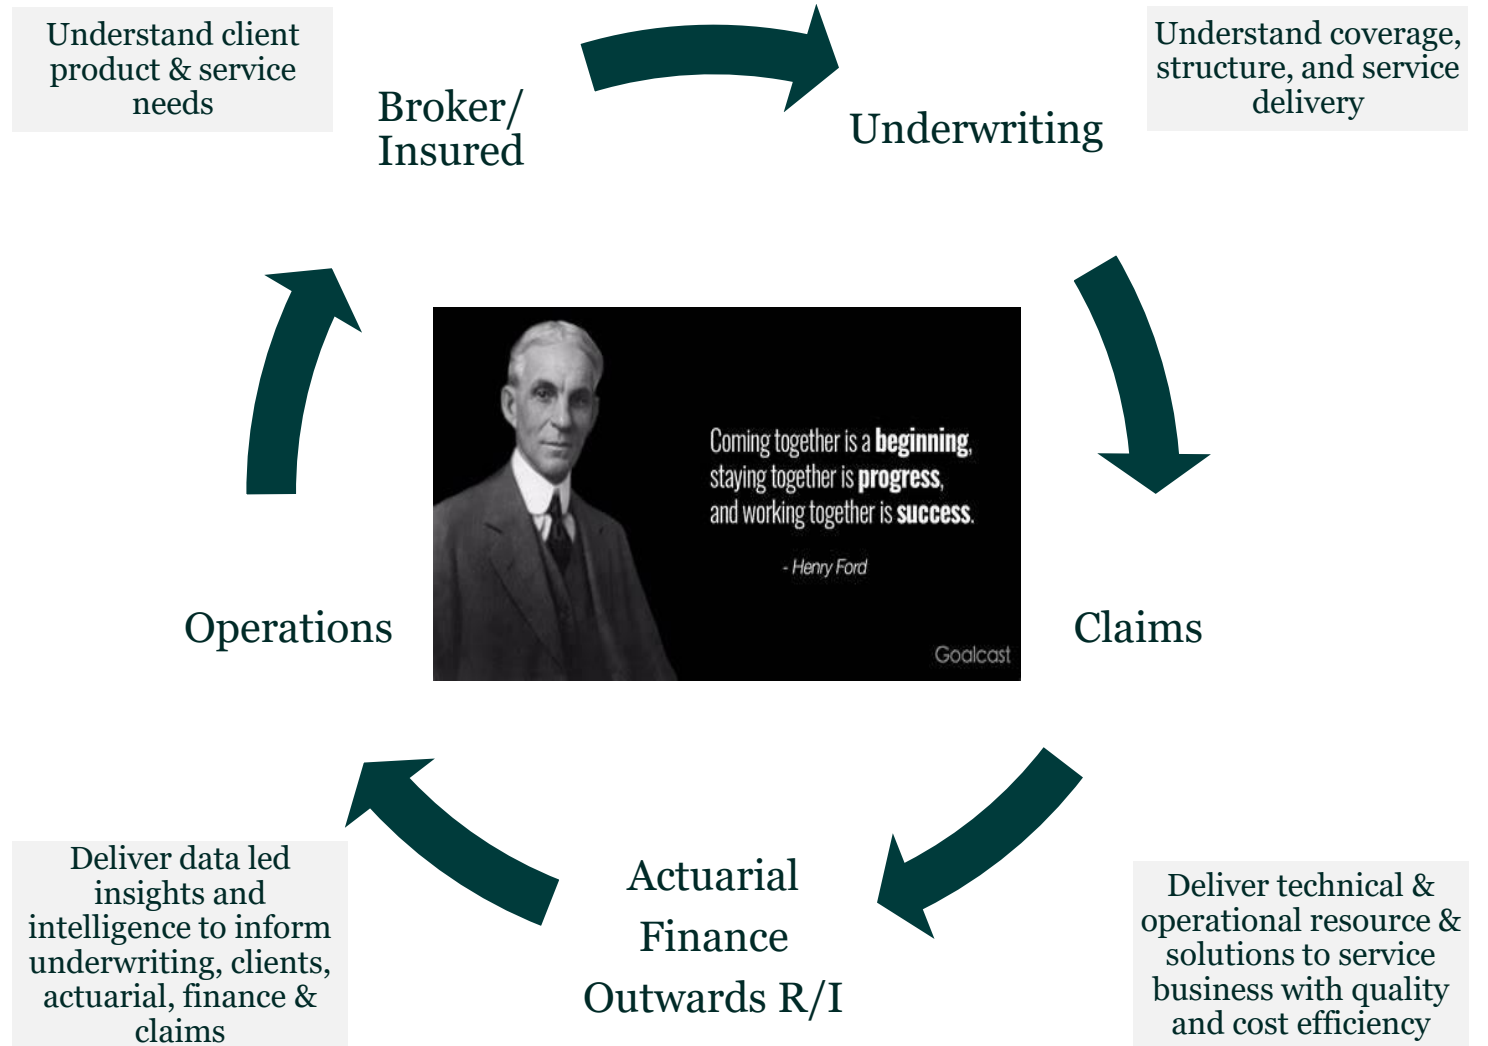 Understand client
product & service
needs
Broker/
Insured
Underwriting
Understand coverage,
structure, and service
delivery
Coming together is a beginning,
staying together is progress,
and working together is success.
- Henry Ford
Goalcast
Operations
Claims
Deliver data led
insights and
intelligence to inform
underwriting, clients,
actuarial, finance &
claims
Actuarial
Finance
Outwards R/I
Deliver technical &
operational resource &
solutions to service
business with quality
and cost efficiency